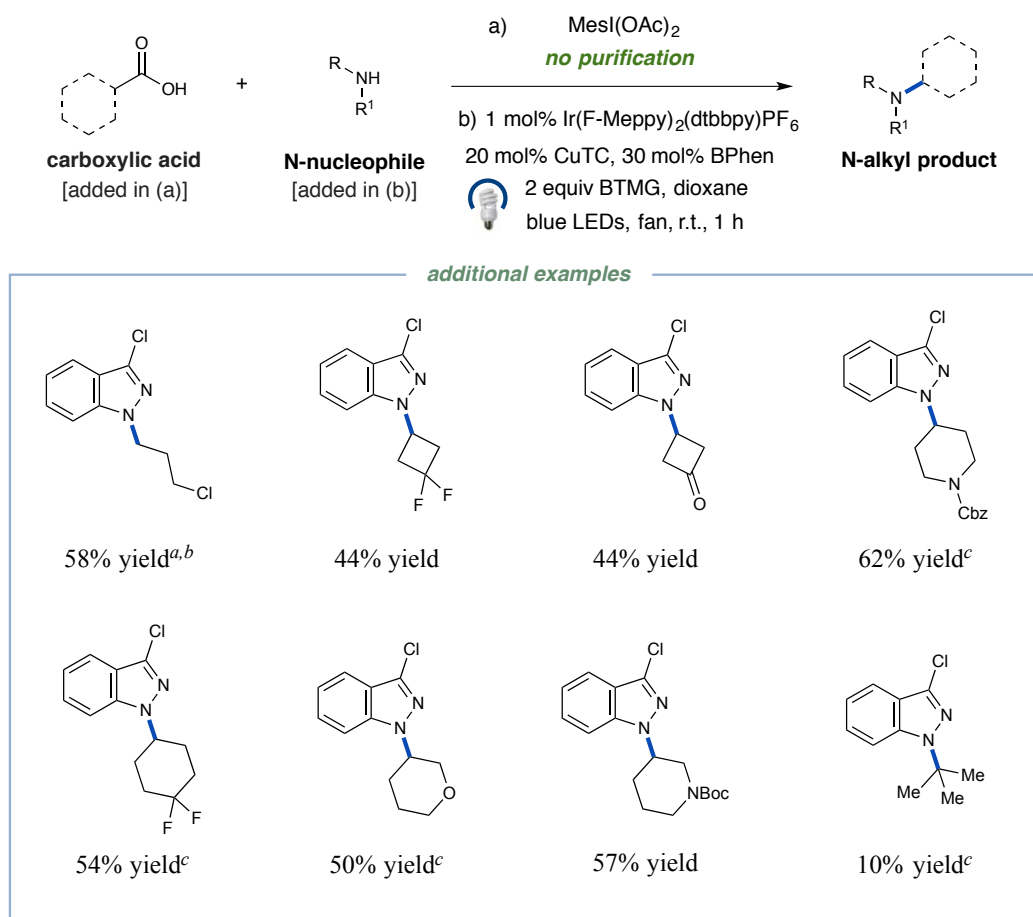 a) MesI(OAc)2
no purification
O
OH
+
R
NH
R1
R
N
R1
b) 1 mol% Ir(F-Meppy)2(dtbbpy)PF6
carboxylic acid
N-nucleophile
20 mol% CuTC, 30 mol% BPhen
N-alkyl product
[added in (a)]
[added in (b)]
2 equiv BTMG, dioxane
blue LEDs, fan, r.t., 1 h
additional examples
Cl
N
N
Cl
58% yield a,b
Cl
N
N
F
F
44% yield
Cl
N
N
O
44% yield
Cl
N
N
N
Cbz
62% yield c
Cl
N
N
F
F
54% yield c
Cl
N
N
O
50% yield c
Cl
N
N
NBoc
57% yield
Cl
N
N
Me
Me
Me
10% yield c